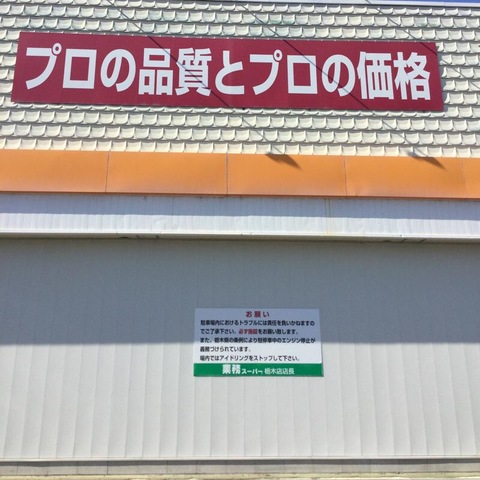 プロの品質とプロの価格
お願い
駐車場内におけるトラブルには責任を負いかねますの
でご了承下さい。必ず施錠をお願い致します。
また、栃木県の条例により駐停車中のエンジン停止が
義務づけられています。
場内ではアイドリングをストップして下さい。
業務スーパー 栃木店店長